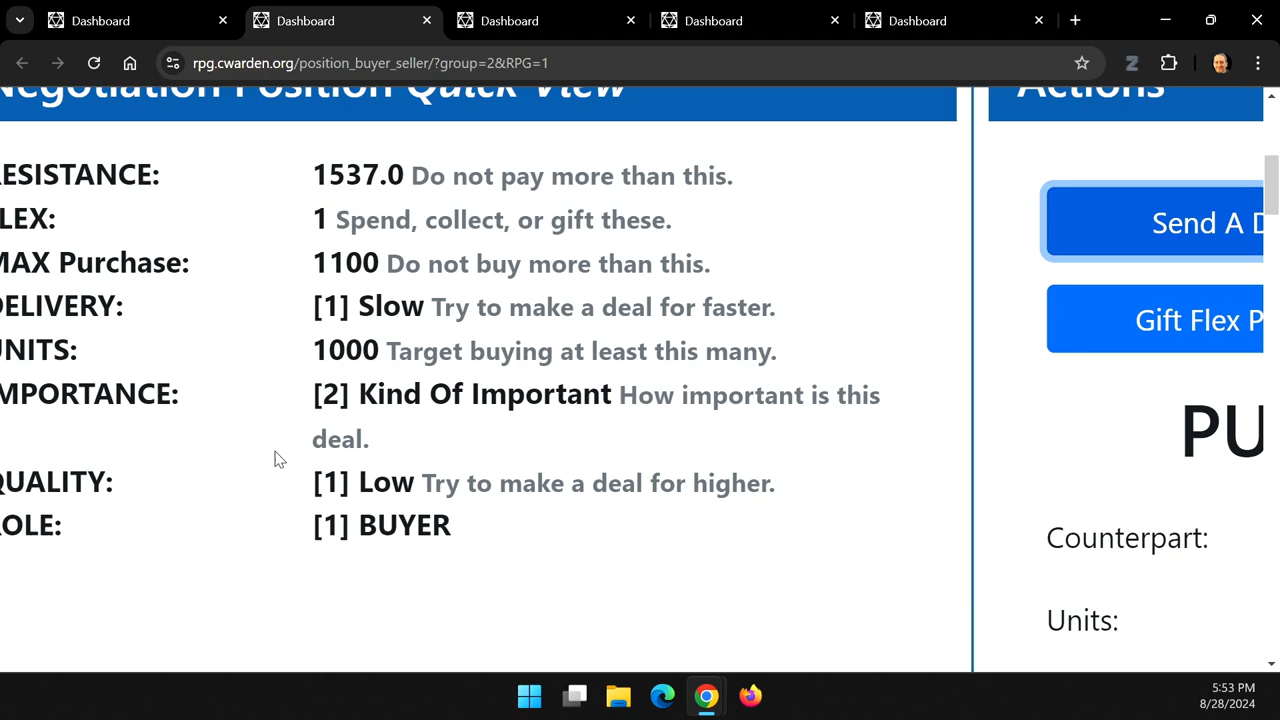 Dashboard
Dashboard
Dashboard
Dashboard
Dashboard
rpg.cwarden.org/position_buyer_seller/?group=2&RPG=1
Negotiation Position Quick View
Actions
ESISTANCE: 1537.0 Do not pay more than this.
LEX: 1 Spend, collect, or gift these.
MAX Purchase: 1100 Do not buy more than this.
DELIVERY: [1] Slow Try to make a deal for faster.
UNITS: 1000 Target buying at least this many.
IMPORTANCE: [2] Kind Of Important How important is this
deal.
QUALITY: [1] Low Try to make a deal for higher.
OLE: [1] BUYER
Send A D
Gift Flex P
PU
Counterpart:
Units:
5:53 PM
8/28/2024